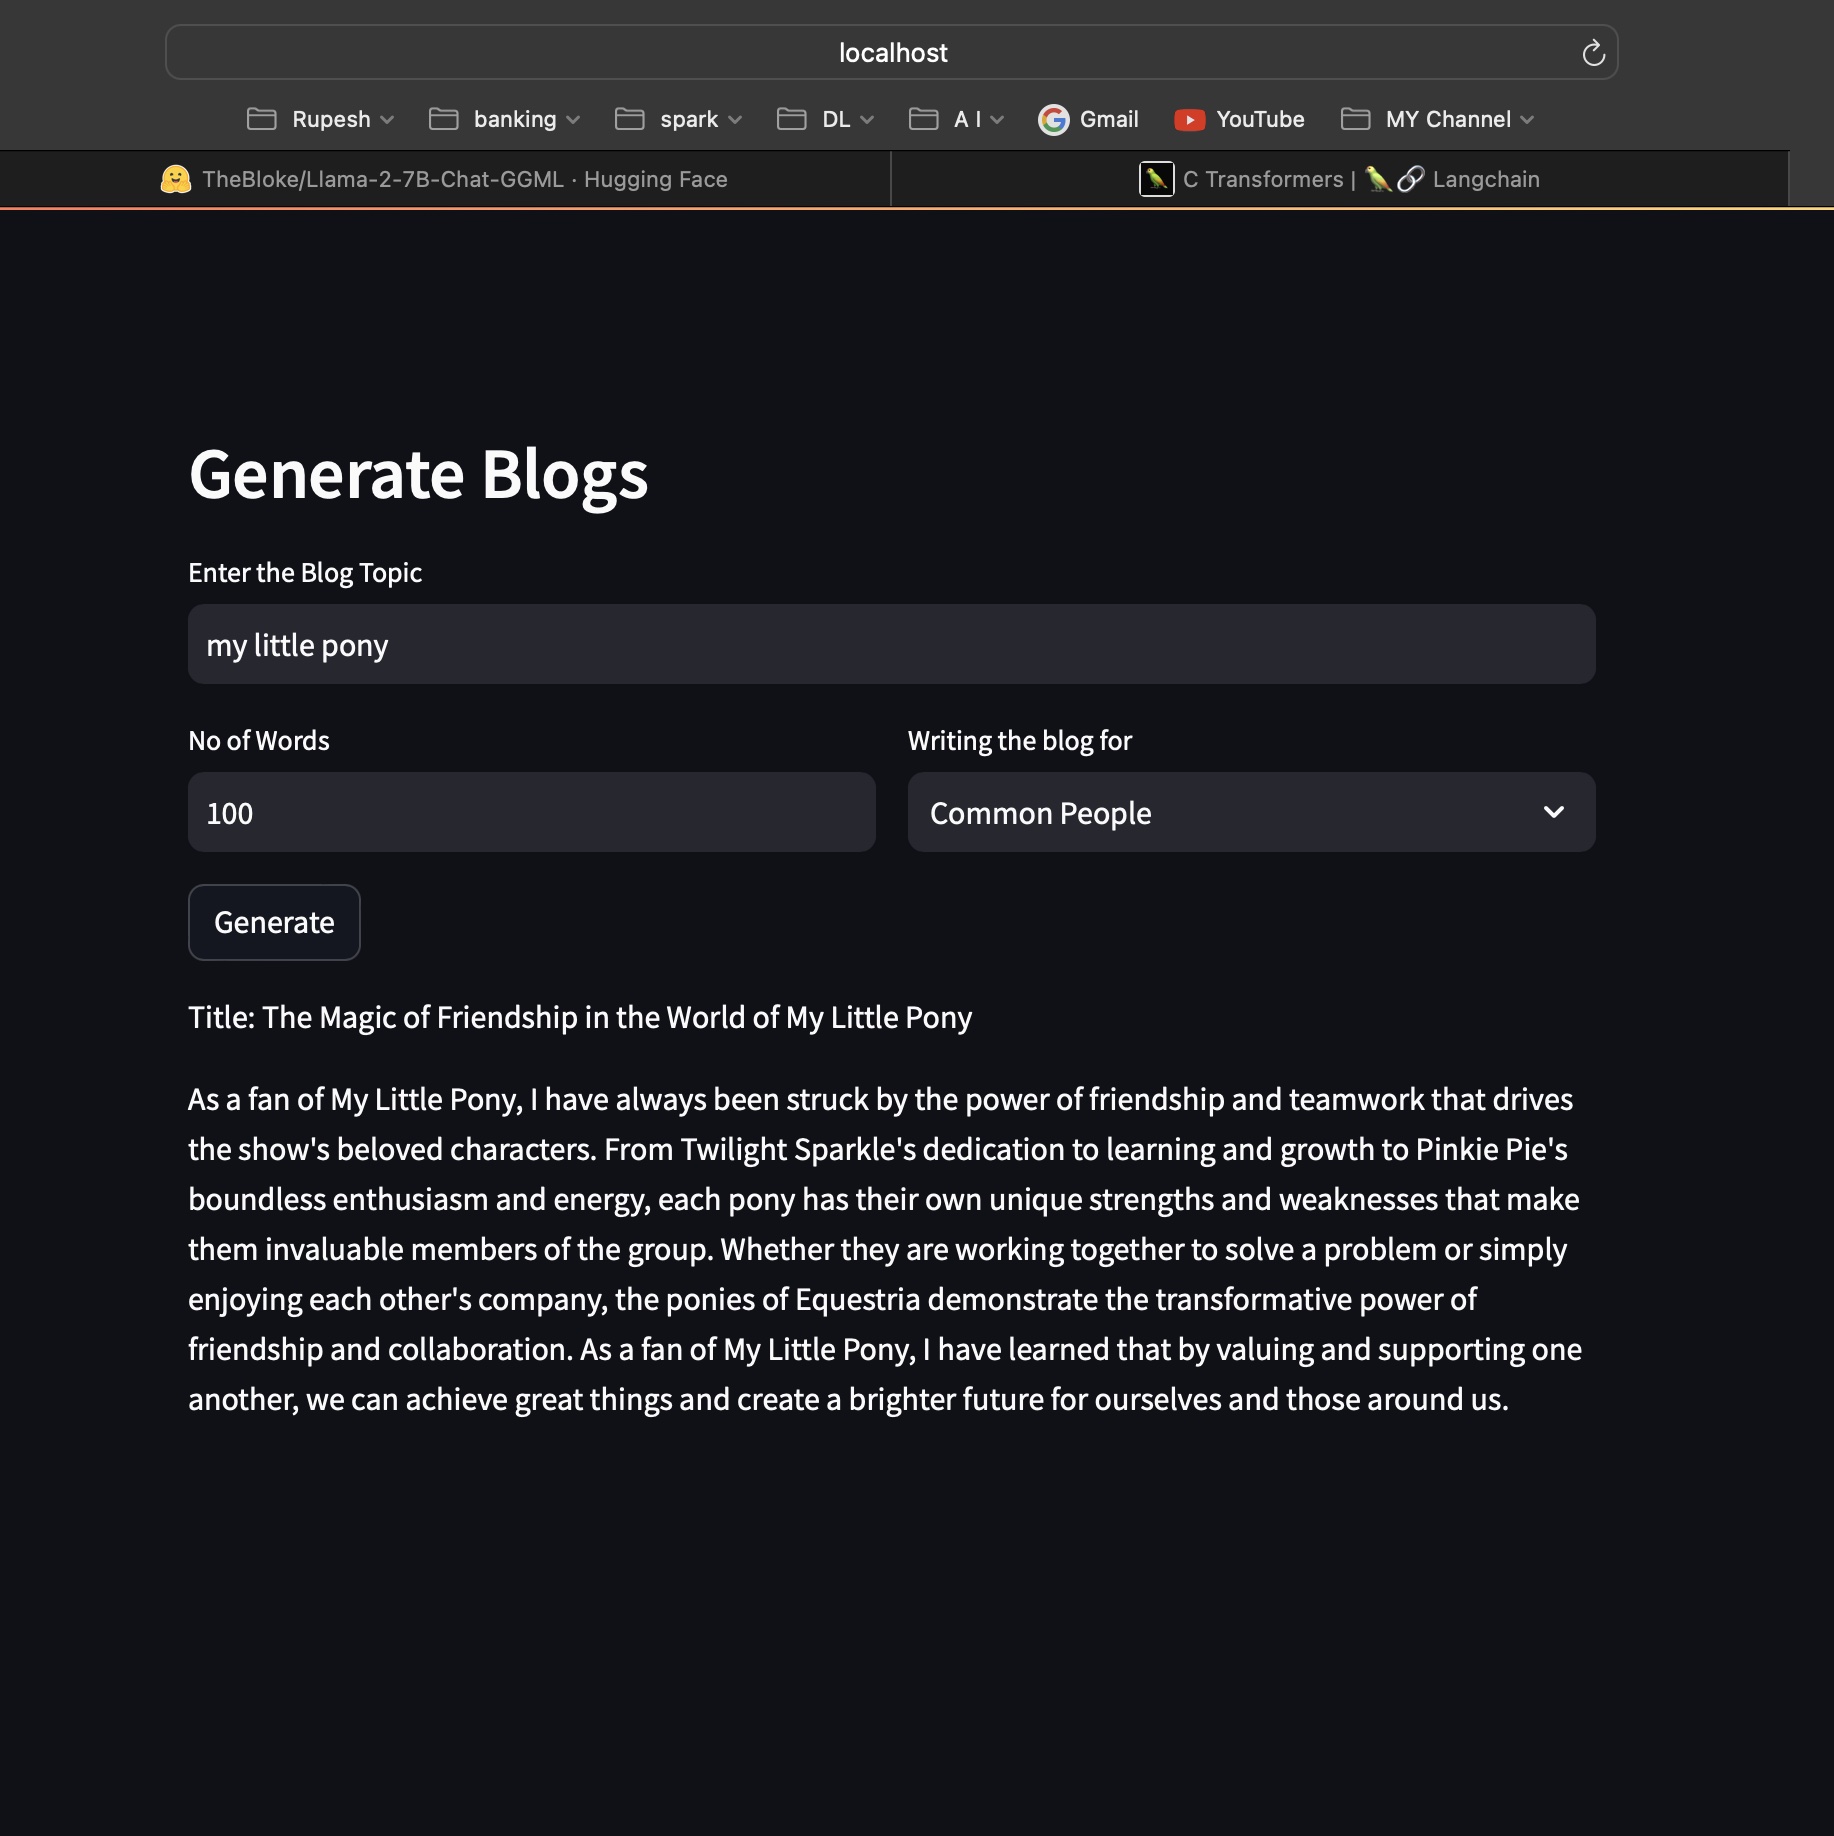 localhost
Rupesh banking spark DL A I Gmail YouTube MY Channel
TheBloke/Llama-2-7B-Chat-GGML · Hugging Face C Transformers | 🦜🔗 Langchain
Generate Blogs
Enter the Blog Topic
my little pony
No of Words Writing the blog for
100 Common People
Generate
Title: The Magic of Friendship in the World of My Little Pony
As a fan of My Little Pony, I have always been struck by the power of friendship and teamwork that drives
the show's beloved characters. From Twilight Sparkle's dedication to learning and growth to Pinkie Pie's
boundless enthusiasm and energy, each pony has their own unique strengths and weaknesses that make
them invaluable members of the group. Whether they are working together to solve a problem or simply
enjoying each other's company, the ponies of Equestria demonstrate the transformative power of
friendship and collaboration. As a fan of My Little Pony, I have learned that by valuing and supporting one
another, we can achieve great things and create a brighter future for ourselves and those around us.